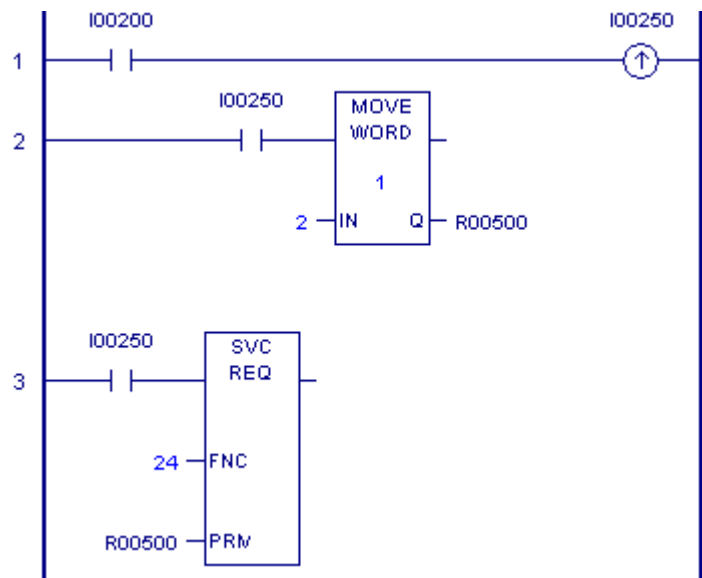 I00200 I00250
1
I00250 MOVE
WORD
2
1
2 IN Q R00500
I00250 SVC
REQ
3
24 FNC
R00500 PRM